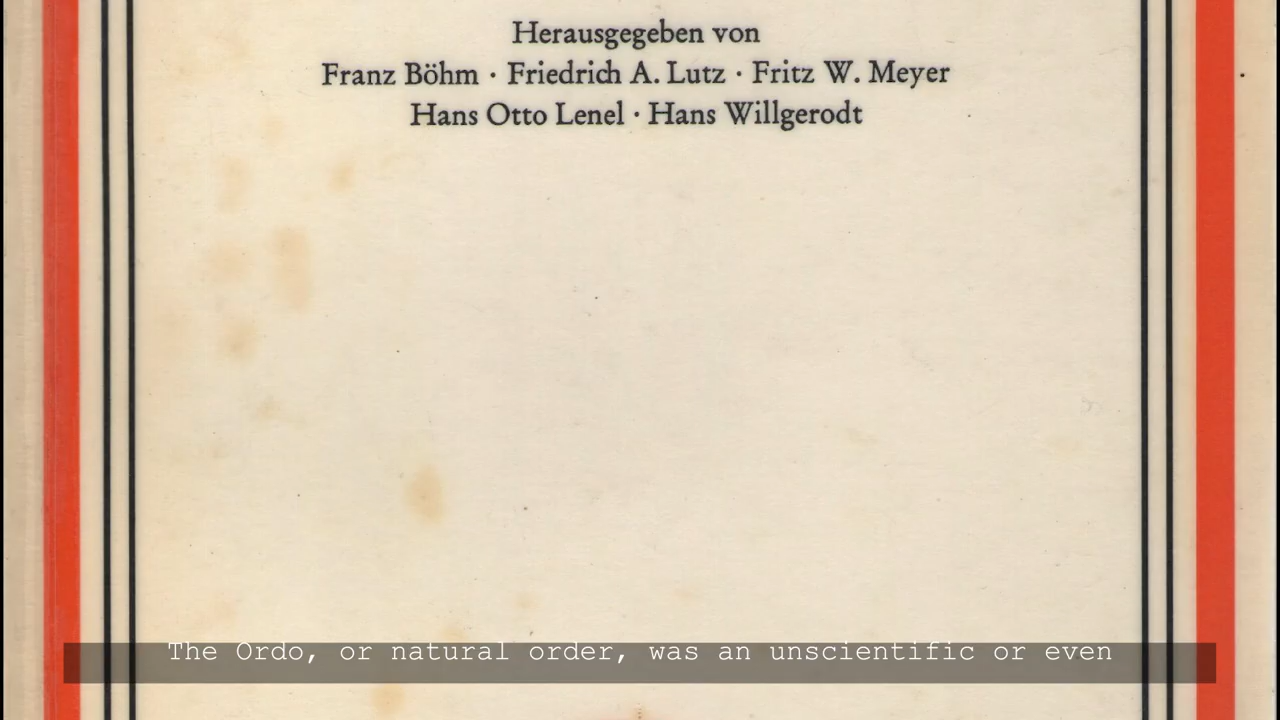 Herausgegeben von
Franz Böhm · Friedrich A. Lutz · Fritz W. Meyer
Hans Otto Lenel · Hans Willgerodt
The Ordo, or natural order, was an unscientific or even